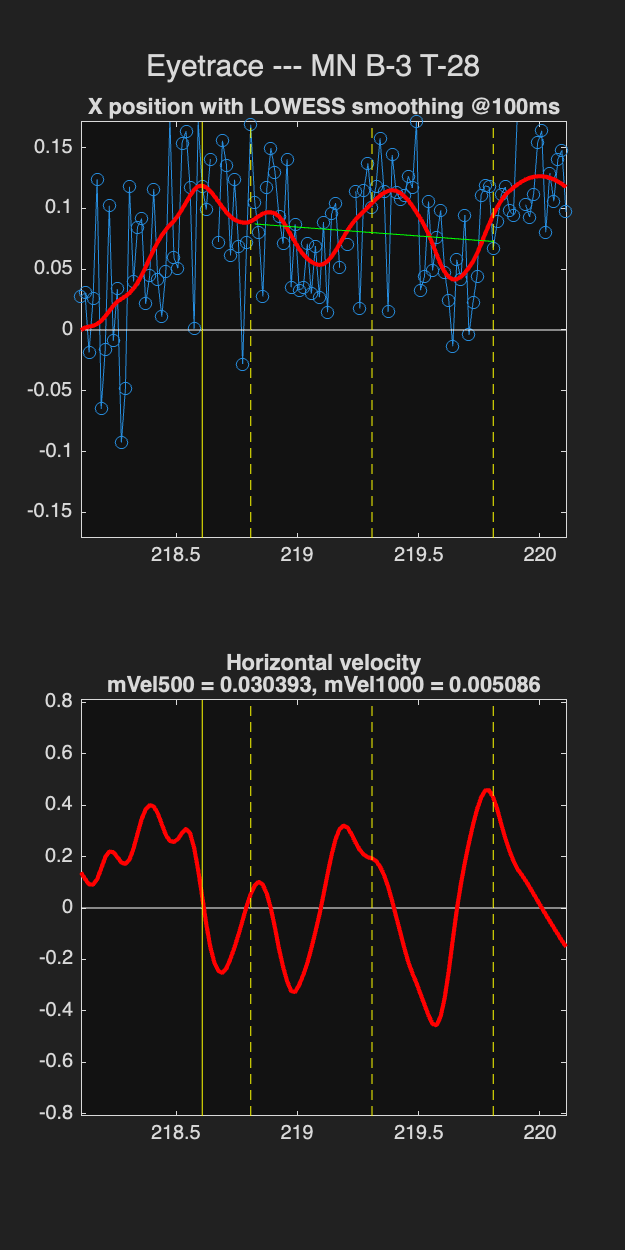 Eyetrace --- MN B-3 T-28
X position with LOWESS smoothing @100ms
0.15
0.1
0.05
0
-0.05
-0.1
-0.15
218.5 219 219.5 220
Horizontal velocity
mVel500 = 0.030393, mVel1000 = 0.005086
0.8
0.6
0.4
0.2
0
-0.2
-0.4
-0.6
-0.8
218.5 219 219.5 220